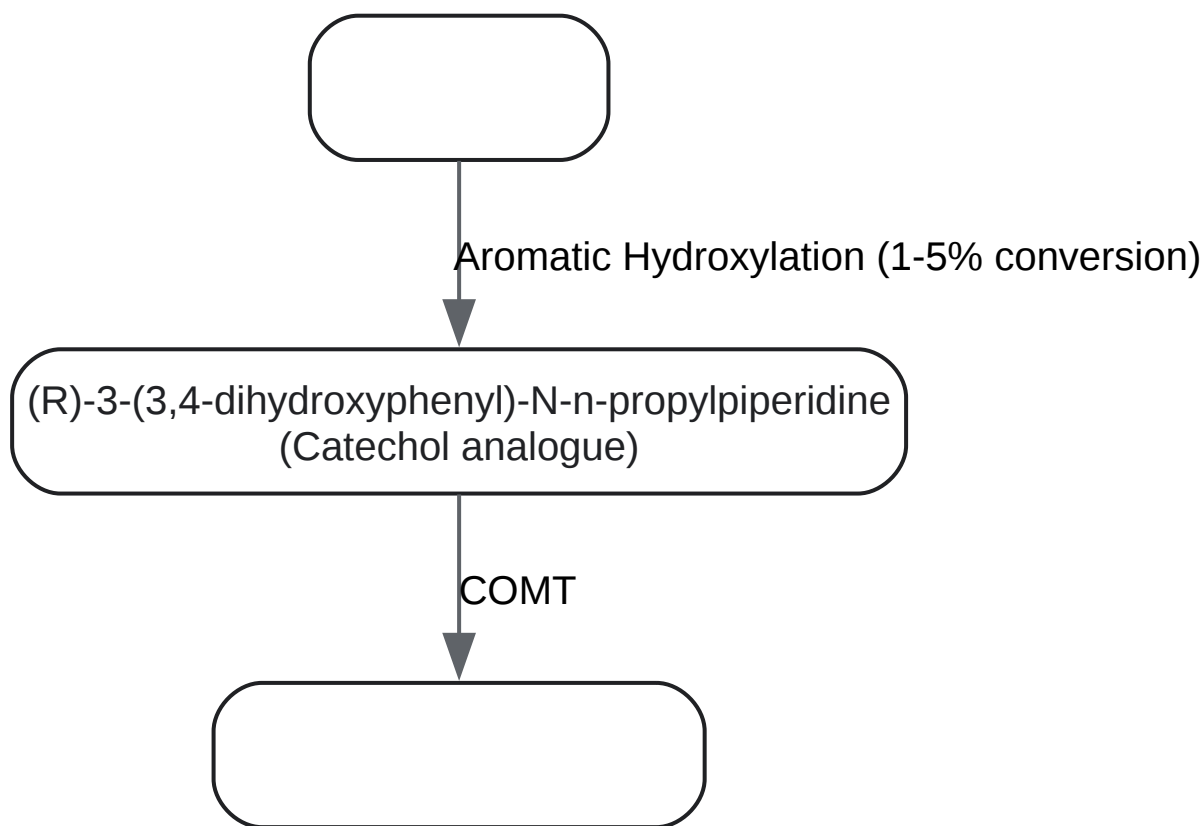 Aromatic Hydroxylation (1-5% conversion)
(R)-3-(3,4-dihydroxyphenyl)-N-n-propylpiperidine
(Catechol analogue)
COMT